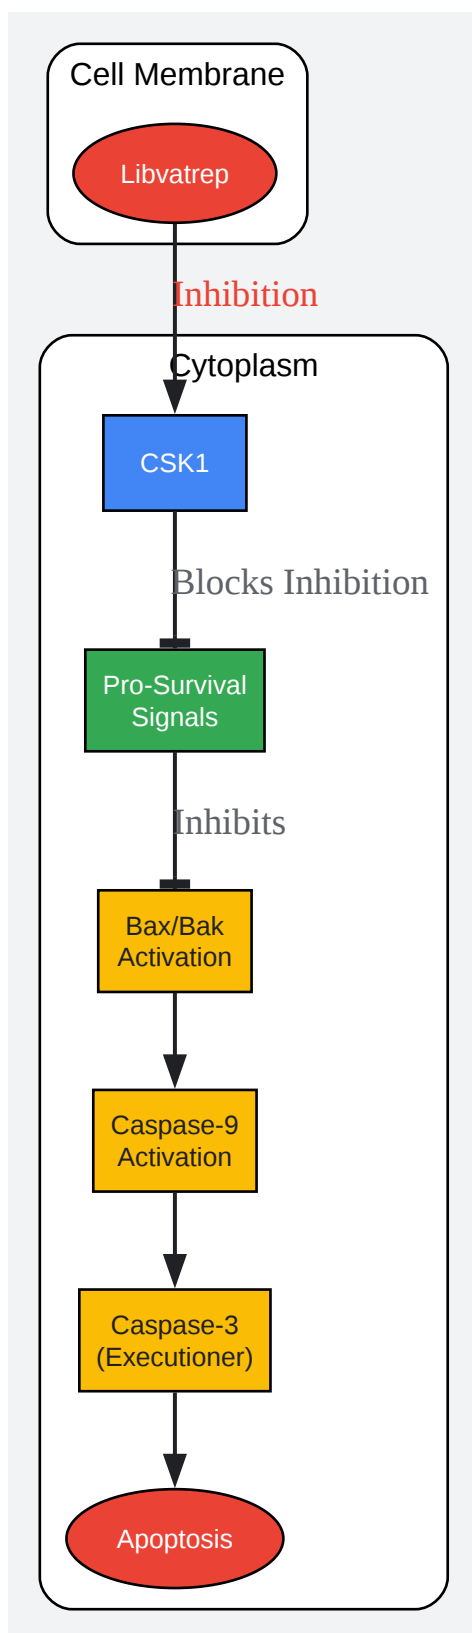 Cell Membrane
Libvatrep
Inhibition
Cytoplasm
CSK1
Blocks Inhibition
Pro-Survival
Signals
Inhibits
Bax/Bak
Activation
Caspase-9
Activation
Caspase-3
(Executioner)
Apoptosis